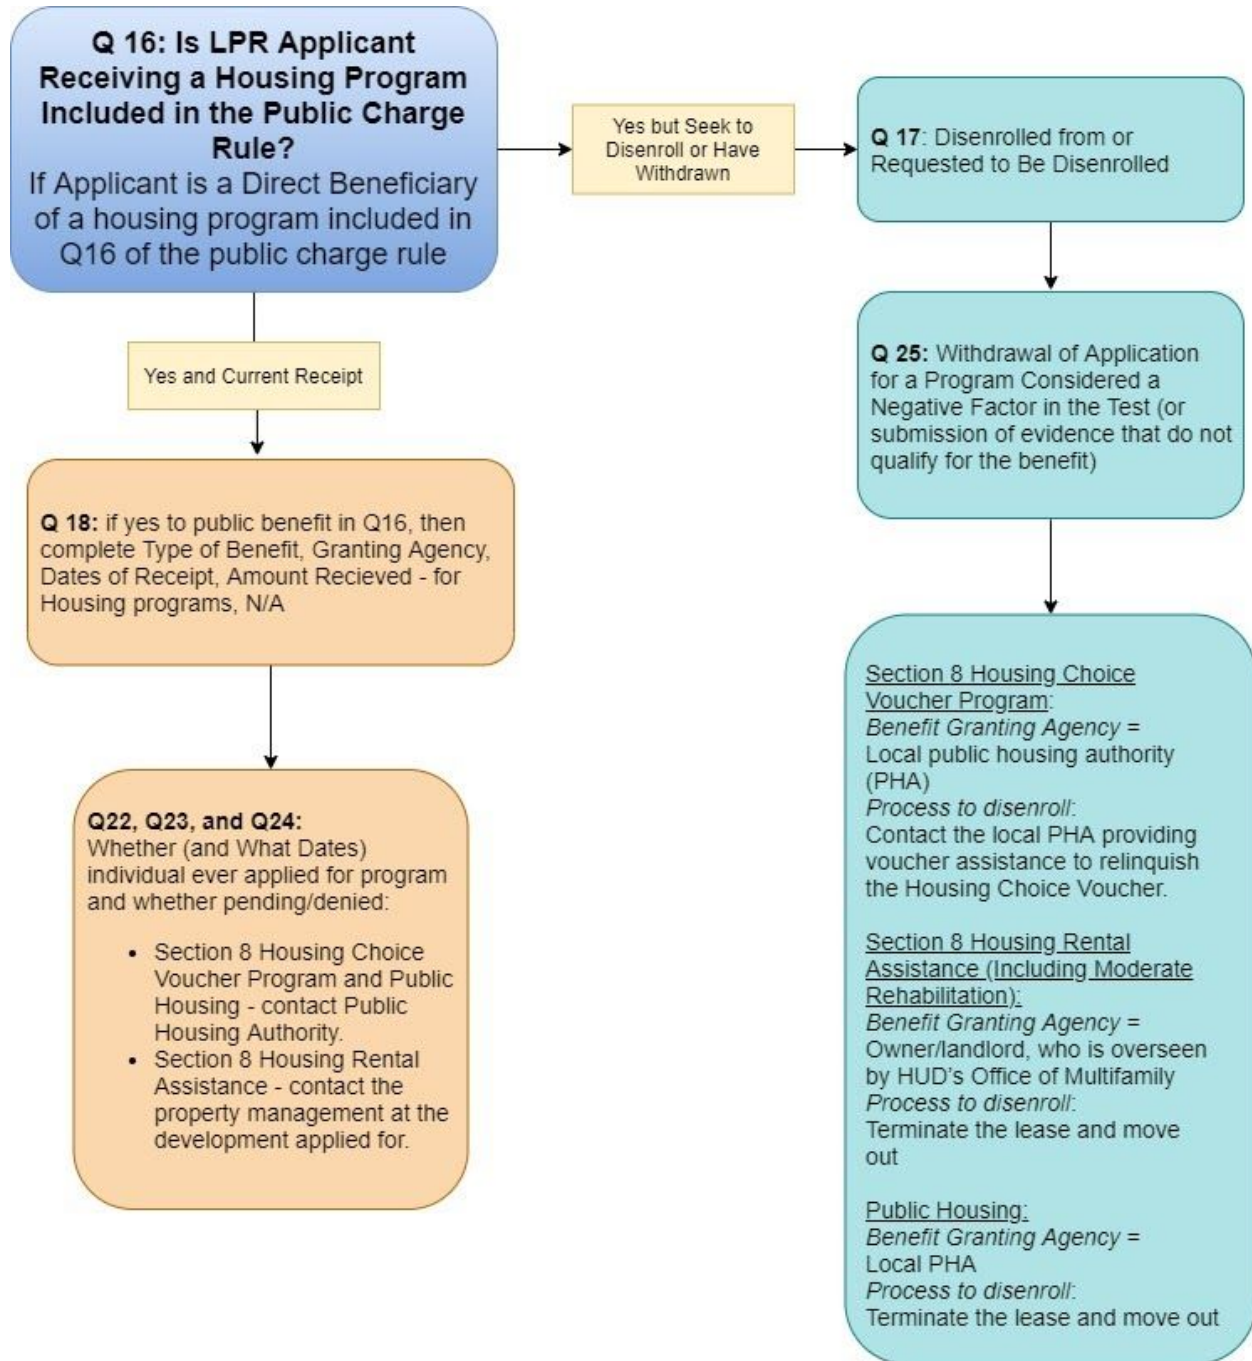 Q 16: Is LPR Applicant
Receiving a Housing Program
Included in the Public Charge
Rule?
If Applicant is a Direct Beneficiary
of a housing program included in
Q16 of the public charge rule
Yes but Seek to
Disenroll or Have
Withdrawn
Q 17: Disenrolled from or
Requested to Be Disenrolled
Q 25: Withdrawal of Application
for a Program Considered a
Negative Factor in the Test (or
submission of evidence that do not
qualify for the benefit)
Section 8 Housing Choice
Voucher Program:
Benefit Granting Agency =
Local public housing authority
(PHA)
Process to disenroll:
Contact the local PHA providing
voucher assistance to relinquish
the Housing Choice Voucher.
Section 8 Housing Rental
Assistance (Including Moderate
Rehabilitation):
Benefit Granting Agency =
Owner/landlord, who is overseen
by HUD's Office of Multifamily
Process to disenroll:
Terminate the lease and move
out
Public Housing:
Benefit Granting Agency =
Local PHA
Process to disenroll:
Terminate the lease and move out
Yes and Current Receipt
Q 18: if yes to public benefit in Q16, then
complete Type of Benefit, Granting Agency,
Dates of Receipt, Amount Recieved - for
Housing programs, N/A
Q22, Q23, and Q24:
Whether (and What Dates)
individual ever applied for program
and whether pending/denied:
• Section 8 Housing Choice
Voucher Program and Public
Housing - contact Public
Housing Authority.
• Section 8 Housing Rental
Assistance - contact the
property management at the
development applied for.